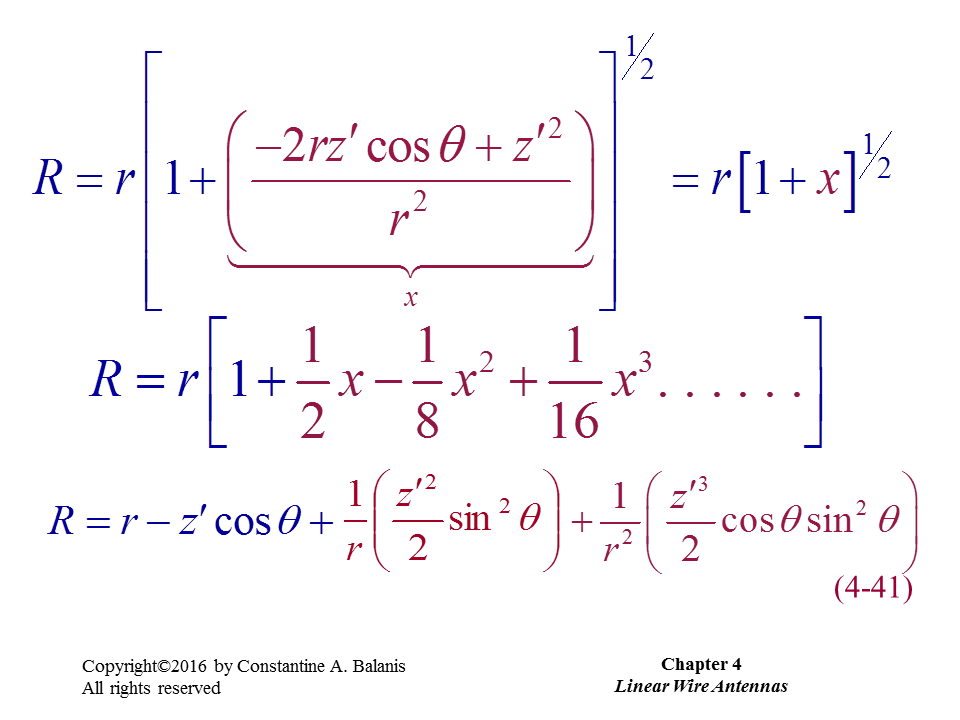 R = r[1 + ((−2rz′ cos θ + z′²) / r²)]^(1/2) = r[1 + x]^(1/2)
x
R = r[1 + 1/2 x − 1/8 x² + 1/16 x³ . . . . . .]
R = r − z′ cos θ + 1/r (z′²/2 sin² θ) + 1/r² (z′³/2 cos θ sin² θ)
(4-41)
Copyright©2016 by Constantine A. Balanis
All rights reserved
Chapter 4
Linear Wire Antennas